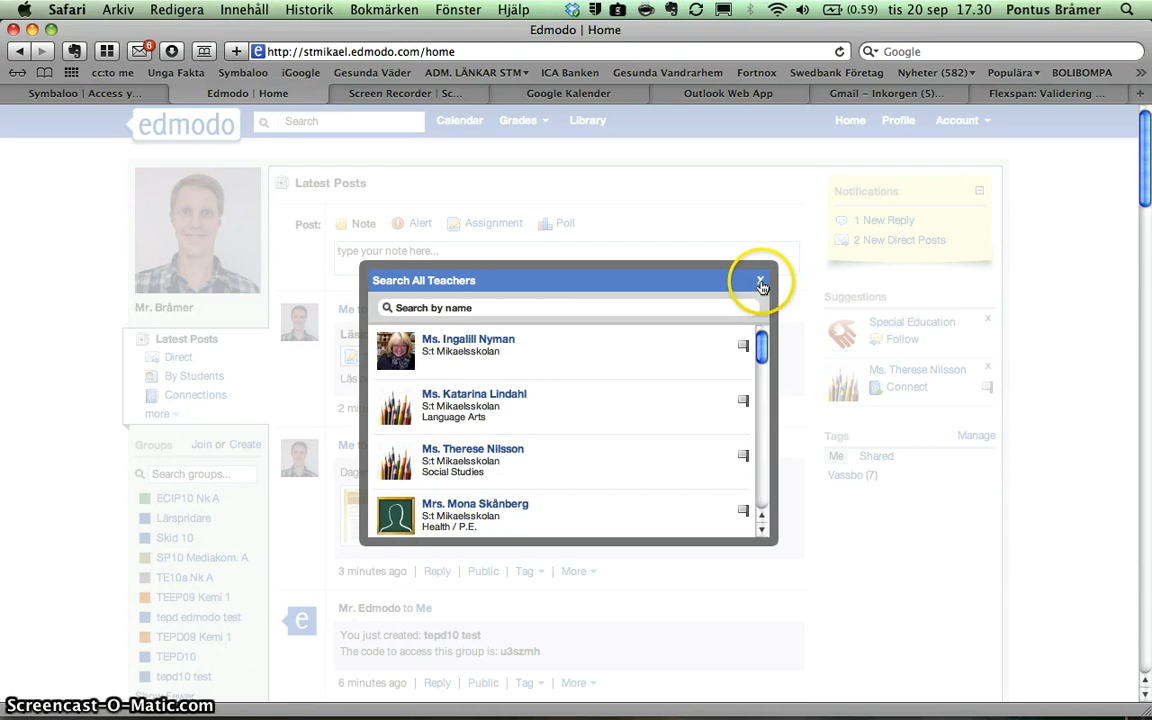 Safari Arkiv Redigera Innehåll Historik Bokmärken Fönster Hjälp (0.59) tis 20 sep 17.30 Pontus Bråmer
Edmodo | Home
6 http://stmikael.edmodo.com/home Google
cc:to me Unga Fakta Symbaloo iGoogle Gesunda Väder ADM. LÄNKAR STM ICA Banken Gesunda Vandrarhem Fortnox Swedbank Företag Nyheter (582) Populära BOLIBOMPA
Symbaloo | Access y... Edmodo | Home Screen Recorder | Sc... Google Kalender Outlook Web App Gmail – Inkorgen (5)... Flexspan: Validering ...
edmodo Search Calendar Grades Library Home Profile Account
Latest Posts
Notifications
Post: Note Alert Assignment Poll
1 New Reply
type your note here...
2 New Direct Posts
Search All Teachers x
Suggestions
Mr. Bråmer
Search by name
Special Education x
Follow
Latest Posts
Direct
By Students
Connections
more
Ms. Ingalill Nyman
S:t Mikaelsskolan
Ms. Therese Nilsson x
Connect
Ms. Katarina Lindahl
S:t Mikaelsskolan
Language Arts
Tags Manage
Me Shared
Vassbo (7)
Groups Join or Create
Search groups...
Ms. Therese Nilsson
S:t Mikaelsskolan
Social Studies
Mrs. Mona Skånberg
S:t Mikaelsskolan
Health / P.E.
ECIP10 Nk A
Lärspridare
Skid 10
SP10 Mediakom. A
TE10a Nk A
TEEP09 Kemi 1
tepd edmodo test
TEPD09 Kemi 1
TEPD10
tepd10 test
Show Fewer
3 minutes ago Reply Public Tag More
Mr. Edmodo to Me
You just created: tepd10 test
The code to access this group is: u3szmh
6 minutes ago Reply Public Tag More
Screencast-O-Matic.com